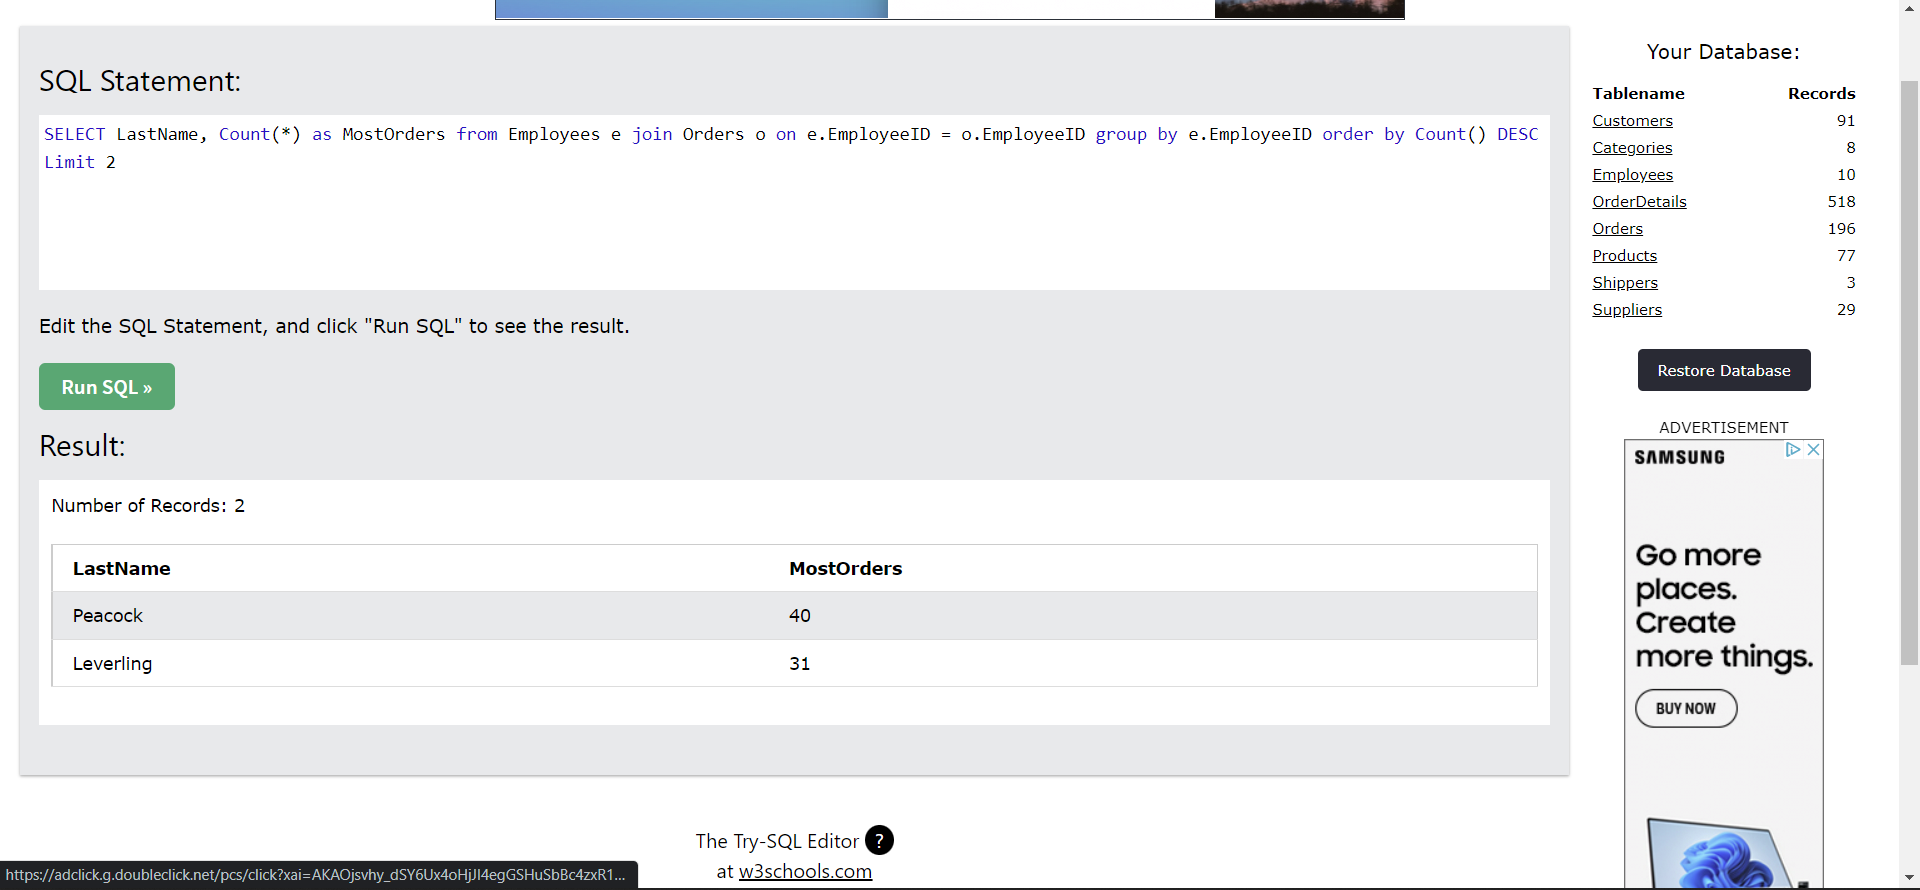 SQL Statement:
SELECT LastName, Count(*) as MostOrders from Employees e join Orders o on e.EmployeeID = o.EmployeeID group by e.EmployeeID order by Count() DESC
Limit 2
Edit the SQL Statement, and click "Run SQL" to see the result.
Run SQL »
Result:
Number of Records: 2
LastName MostOrders
Peacock 40
Leverling 31
The Try-SQL Editor ?
at w3schools.com
https://adclick.g.doubleclick.net/pcs/click?xai=AKAOjsvhy_dSY6Ux4oHjJI4egGSHuSbBc4zxR1...
Your Database:
Tablename Records
Customers 91
Categories 8
Employees 10
OrderDetails 518
Orders 196
Products 77
Shippers 3
Suppliers 29
Restore Database
ADVERTISEMENT
SAMSUNG
Go more
places.
Create
more things.
BUY NOW